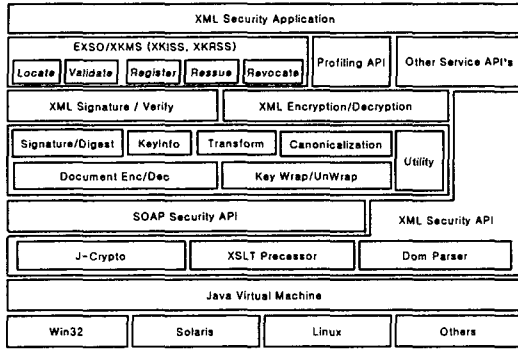 XML Security Application
EXSO/XKMS (XKISS, XKRSS)
Locate Validate Register Ressue Revocate
Profiling API
Other Service API's
XML Signature / Verify
XML Encryption/Decryption
Signature/Digest
KeyInfo
Transform
Canonicalization
Utility
Document Enc/Dec
Key Wrap/UnWrap
SOAP Security API
XML Security API
J-Crypto
XSLT Precessor
Dom Parser
Java Virtual Machine
Win32
Solaris
Linux
Others